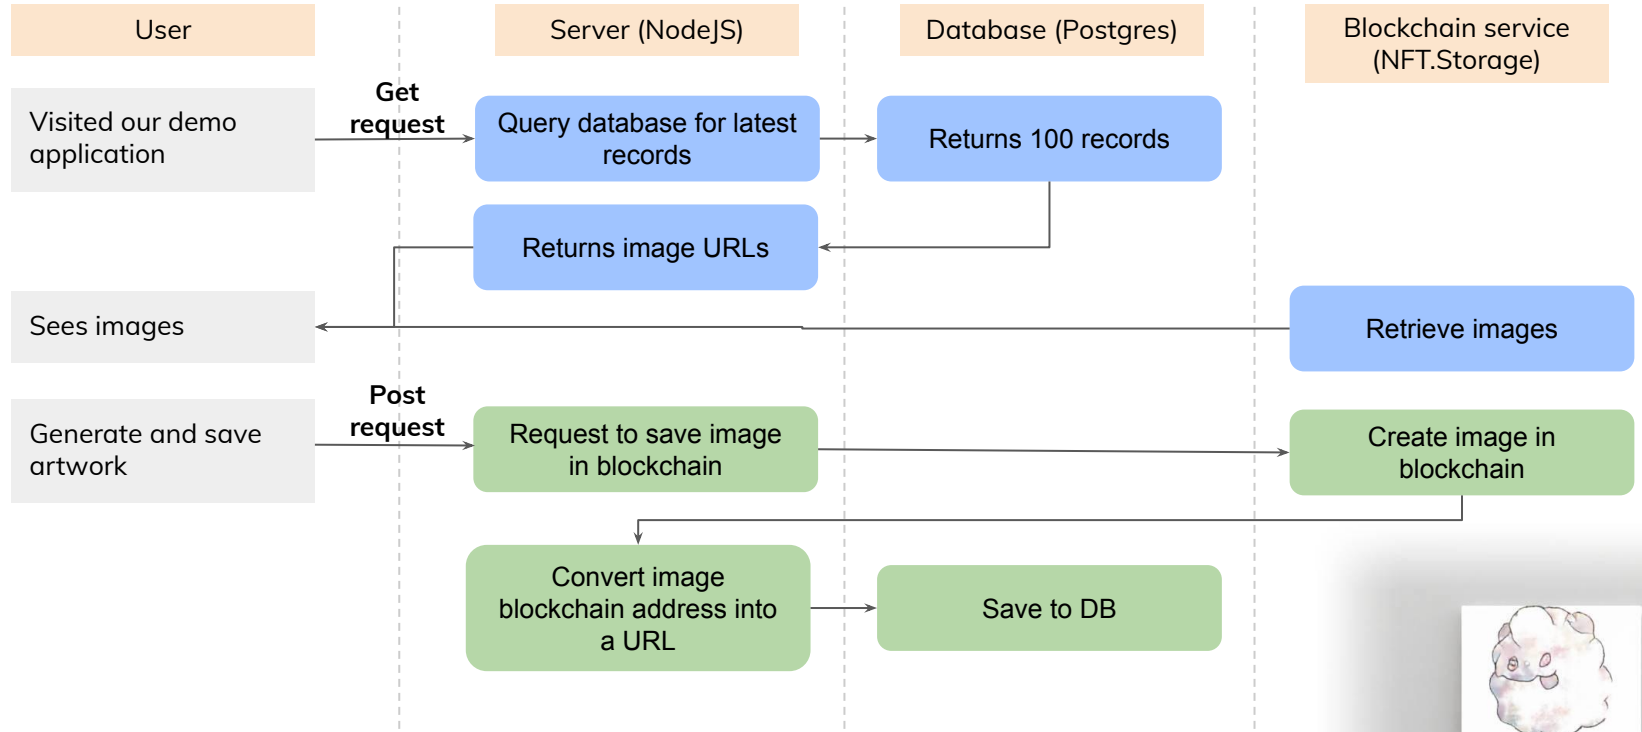 User
Server (NodeJS)
Database (Postgres)
Blockchain service
(NFT.Storage)
Visited our demo
application
Get
request
Query database for latest
records
Returns 100 records
Returns image URLs
Sees images
Retrieve images
Generate and save
artwork
Post
request
Request to save image
in blockchain
Create image in
blockchain
Convert image
blockchain address into
a URL
Save to DB